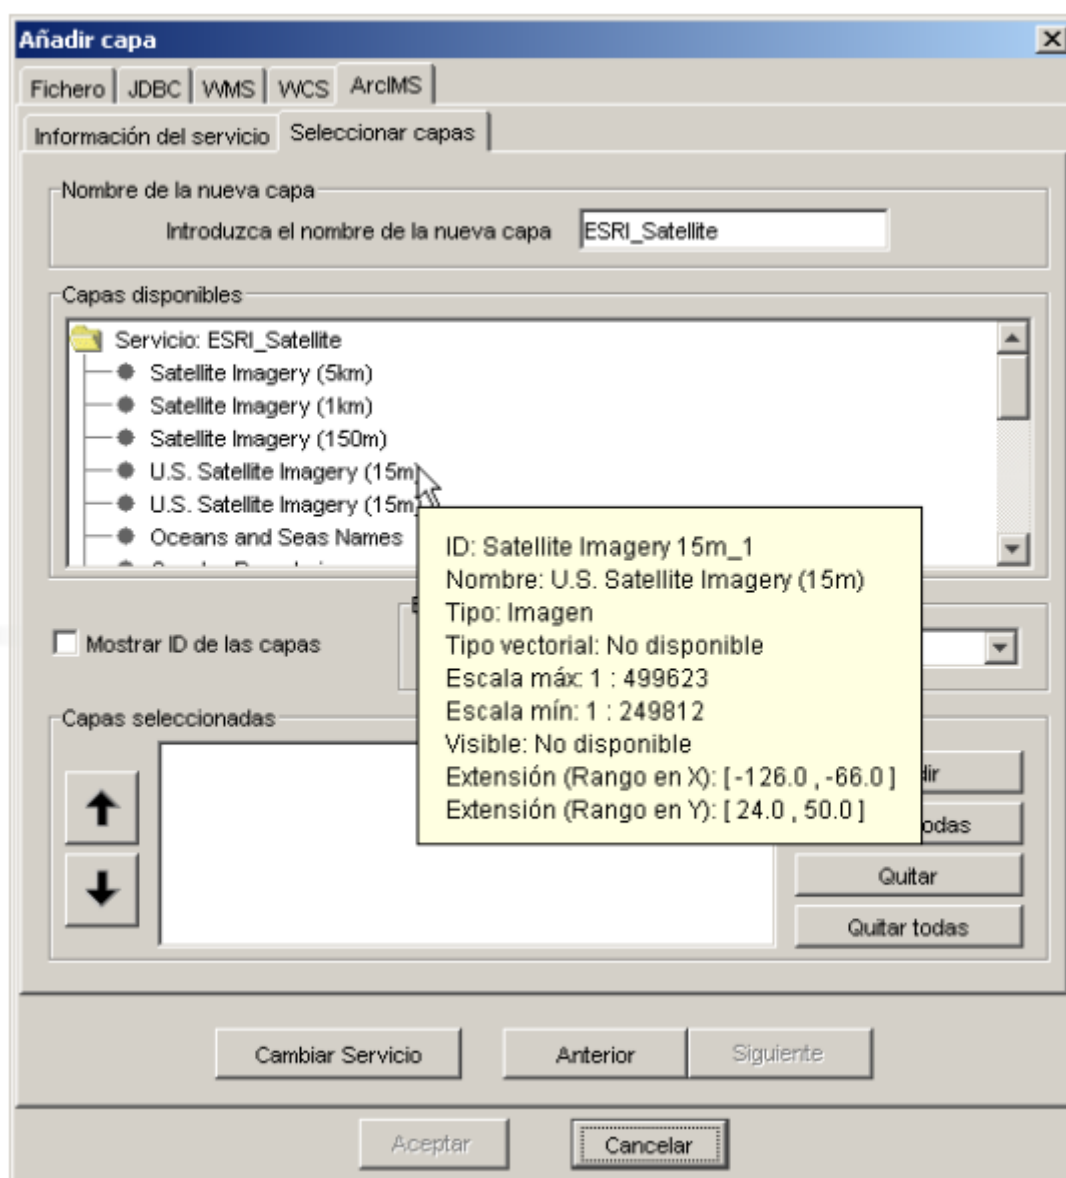 Añadir capa
Fichero JDBC WMS WCS ArcIMS
Información del servicio Seleccionar capas
Nombre de la nueva capa
Introduzca el nombre de la nueva capa ESRI_Satellite
Capas disponibles
Servicio: ESRI_Satellite
Satellite Imagery (5km)
Satellite Imagery (1km)
Satellite Imagery (150m)
U.S. Satellite Imagery (15m
U.S. Satellite Imagery (15m
Oceans and Seas Names
ID: Satellite Imagery 15m_1
Nombre: U.S. Satellite Imagery (15m)
Tipo: Imagen
Tipo vectorial: No disponible
Escala máx: 1 : 499623
Escala mín: 1 : 249812
Visible: No disponible
Extensión (Rango en X): [ -126.0 , -66.0 ]
Extensión (Rango en Y): [ 24.0 , 50.0 ]
Mostrar ID de las capas
Capas seleccionadas
dir
odas
Quitar
Quitar todas
Cambiar Servicio Anterior Siguiente
Aceptar Cancelar